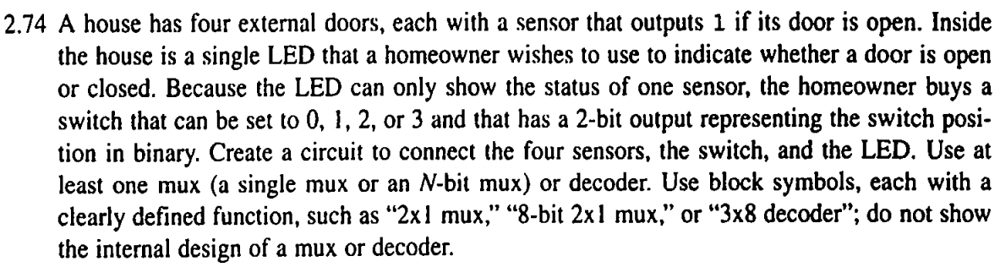 2.74 A house has four external doors, each with a sensor that outputs 1 if its door is open. Inside
the house is a single LED that a homeowner wishes to use to indicate whether a door is open
or closed. Because the LED can only show the status of one sensor, the homeowner buys a
switch that can be set to 0, 1, 2, or 3 and that has a 2-bit output representing the switch posi-
tion in binary. Create a circuit to connect the four sensors, the switch, and the LED. Use at
least one mux (a single mux or an N-bit mux) or decoder. Use block symbols, each with a
clearly defined function, such as “2x1 mux,” “8-bit 2x1 mux,” or “3x8 decoder”; do not show
the internal design of a mux or decoder.